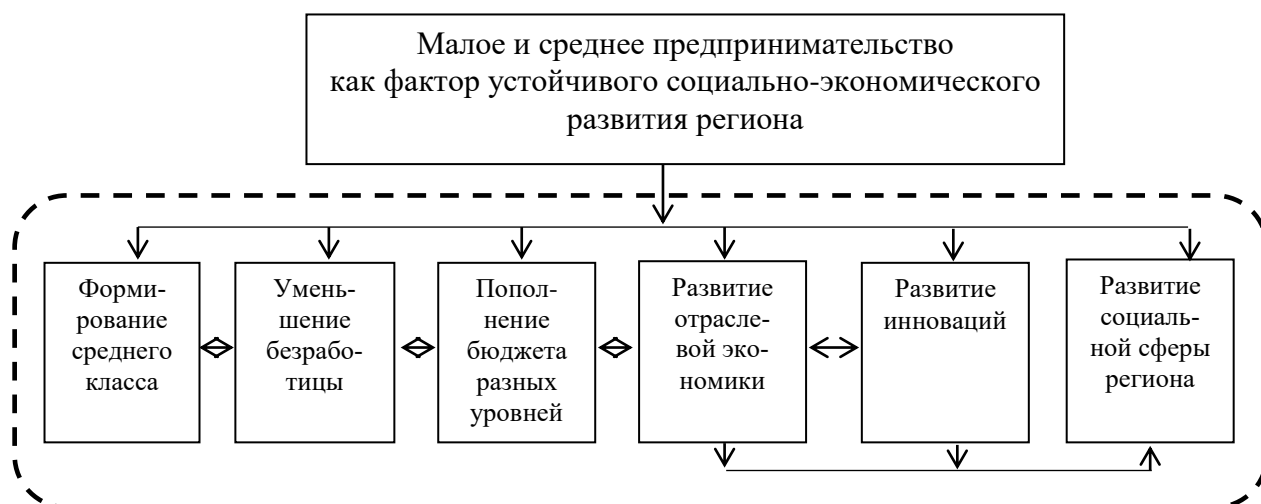 Малое и среднее предпринимательство
как фактор устойчивого социально-экономического
развития региона
Форми-
рование
среднего
класса
Умень-
шение
безрабо-
тицы
Попол-
нение
бюджета
разных
уровней
Развитие
отрасле-
вой эко-
номики
Развитие
инноваций
Развитие
социаль-
ной сферы
региона